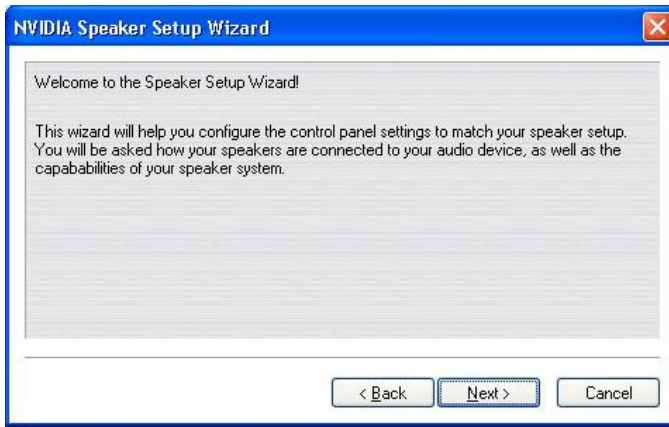 NVIDIA Speaker Setup Wizard
Welcome to the Speaker Setup Wizard!
This wizard will help you configure the control panel settings to match your speaker setup.
You will be asked how your speakers are connected to your audio device, as well as the
capababilities of your speaker system.
< Back
Next >
Cancel